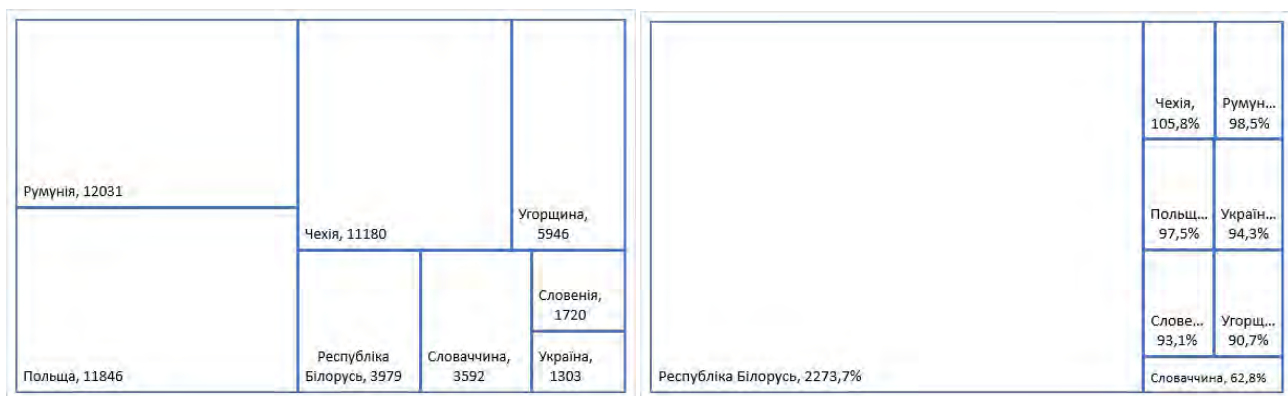 Румунія, 12031
Чехія, 11180
Угорщина,
5946
Польща, 11846
Республіка
Білорусь, 3979
Словаччина,
3592
Словенія,
1720
Україна,
1303
Республіка Білорусь, 2273,7%
Чехія,
105,8%
Румун...
98,5%
Польщ...
97,5%
Україн...
94,3%
Слове...
93,1%
Угорщ...
90,7%
Словаччина, 62,8%